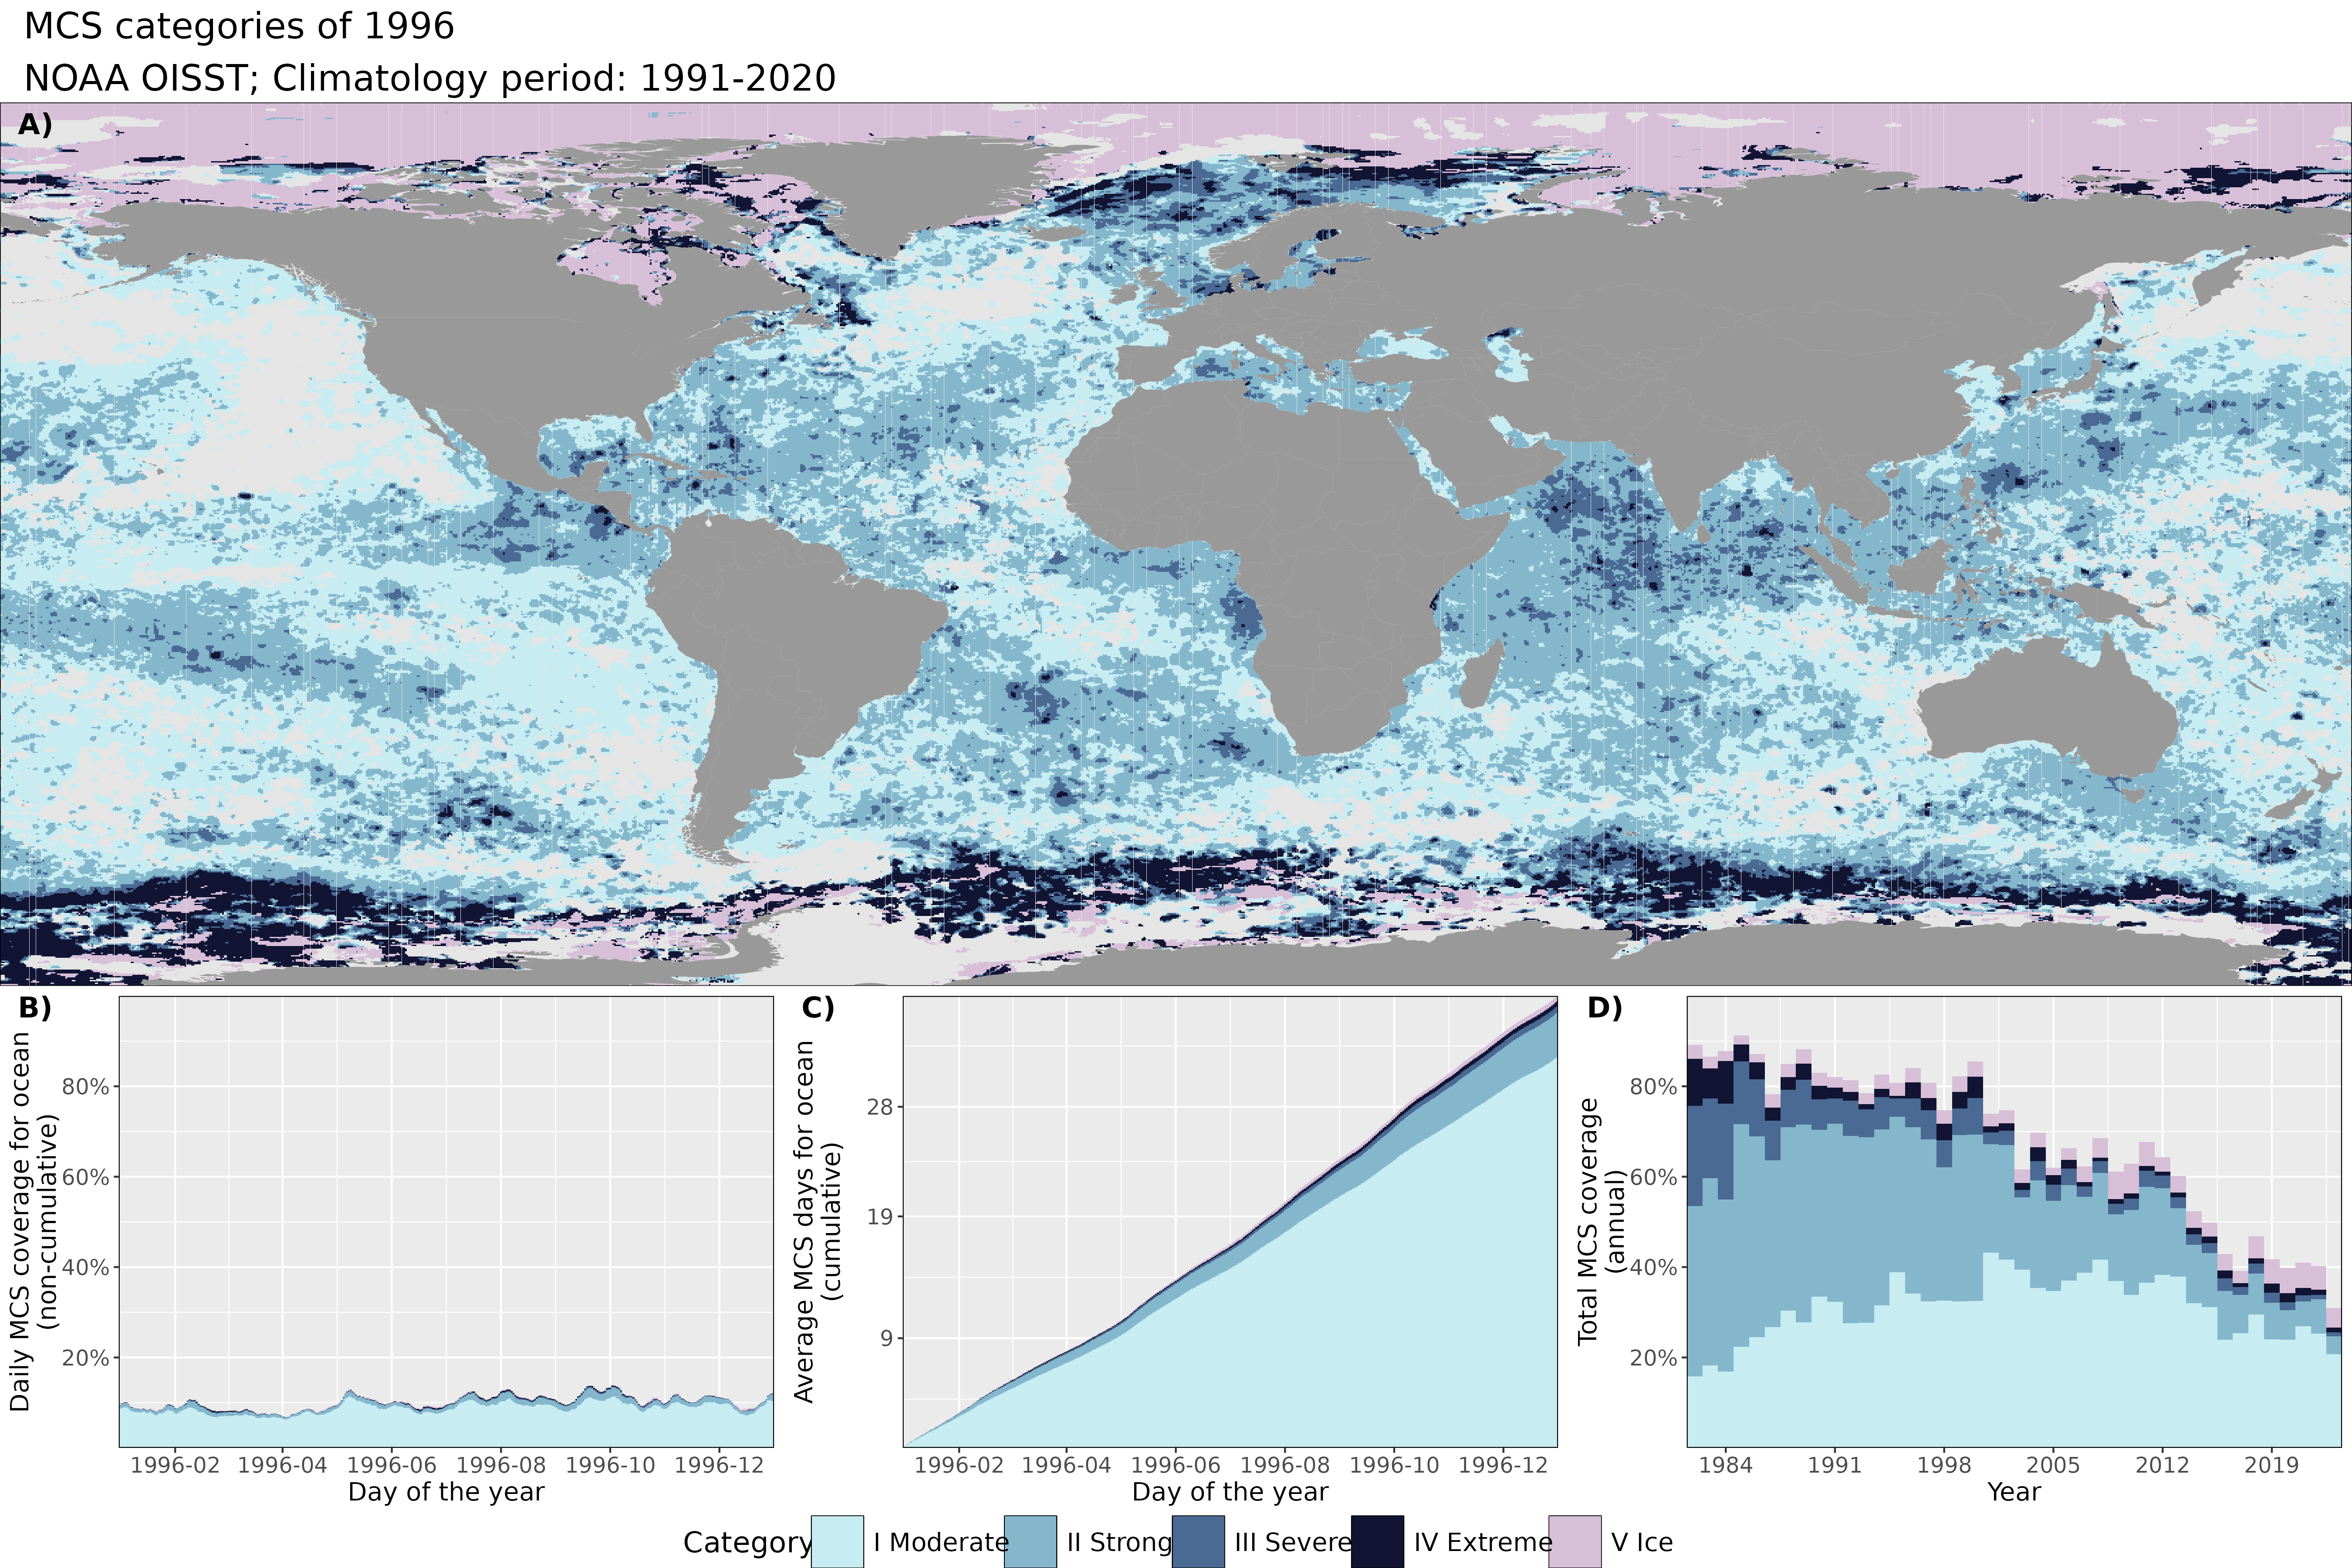 MCS categories of 1996
NOAA OISST; Climatology period: 1991-2020
A)
B)
Daily MCS coverage for ocean
(non-cumulative)
80%
60%
40%
20%
1996-02 1996-04 1996-06 1996-08 1996-10 1996-12
Day of the year
C)
Average MCS days for ocean
(cumulative)
28
19
9
1996-02 1996-04 1996-06 1996-08 1996-10 1996-12
Day of the year
D)
Total MCS coverage
(annual)
80%
60%
40%
20%
1984 1991 1998 2005 2012 2019
Year
Category I Moderate II Strong III Severe IV Extreme V Ice